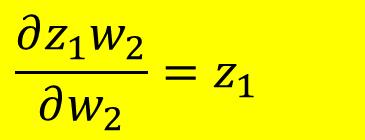 ∂z₁w₂/∂w₂ = z₁